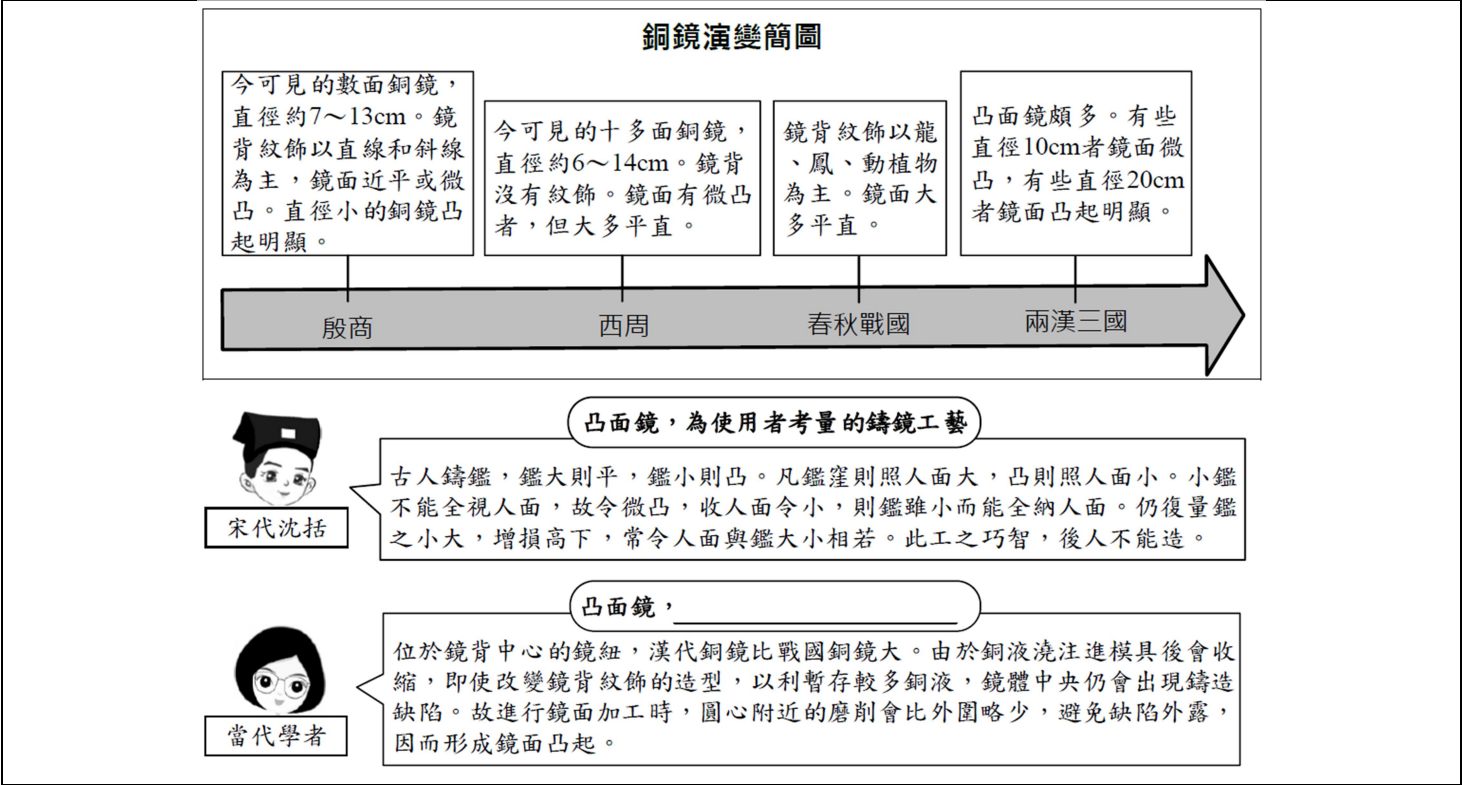 銅鏡演變簡圖
今可見的數面銅鏡，
直徑約7～13cm。鏡
背紋飾以直線和斜線
為主，鏡面近平或微
凸。直徑小的銅鏡凸
起明顯。
今可見的十多面銅鏡，
直徑約6～14cm。鏡背
沒有紋飾。鏡面有微凸
者，但大多平直。
鏡背紋飾以龍
、鳳、動植物
為主。鏡面大
多平直。
凸面鏡頗多。有些
直徑10cm者鏡面微
凸，有些直徑20cm
者鏡面凸起明顯。
殷商
西周
春秋戰國
兩漢三國
凸面鏡，為使用者考量的鑄鏡工藝
古人鑄鑑，鑑大則平，鑑小則凸。凡鑑窪則照人面大，凸則照人面小。小鑑
不能全視人面，故令微凸，收人面令小，則鑑雖小而能全納人面。仍復量鑑
之小大，增損高下，常令人面與鑑大小相若。此工之巧智，後人不能造。
宋代沈括
凸面鏡，
位於鏡背中心的鏡紐，漢代銅鏡比戰國銅鏡大。由於銅液澆注進模具後會收
縮，即使改變鏡背紋飾的造型，以利暫存較多銅液，鏡體中央仍會出現鑄造
缺陷。故進行鏡面加工時，圓心附近的磨削會比外圍略少，避免缺陷外露，
因而形成鏡面凸起。
當代學者